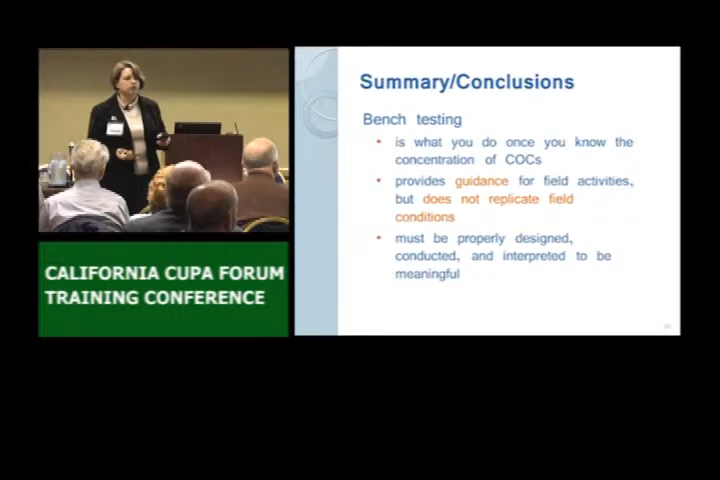 CALIFORNIA CUPA FORUM
TRAINING CONFERENCE
Summary/Conclusions
Bench testing
• is what you do once you know the
concentration of COCs
• provides guidance for field activities,
but does not replicate field
conditions
• must be properly designed,
conducted, and interpreted to be
meaningful